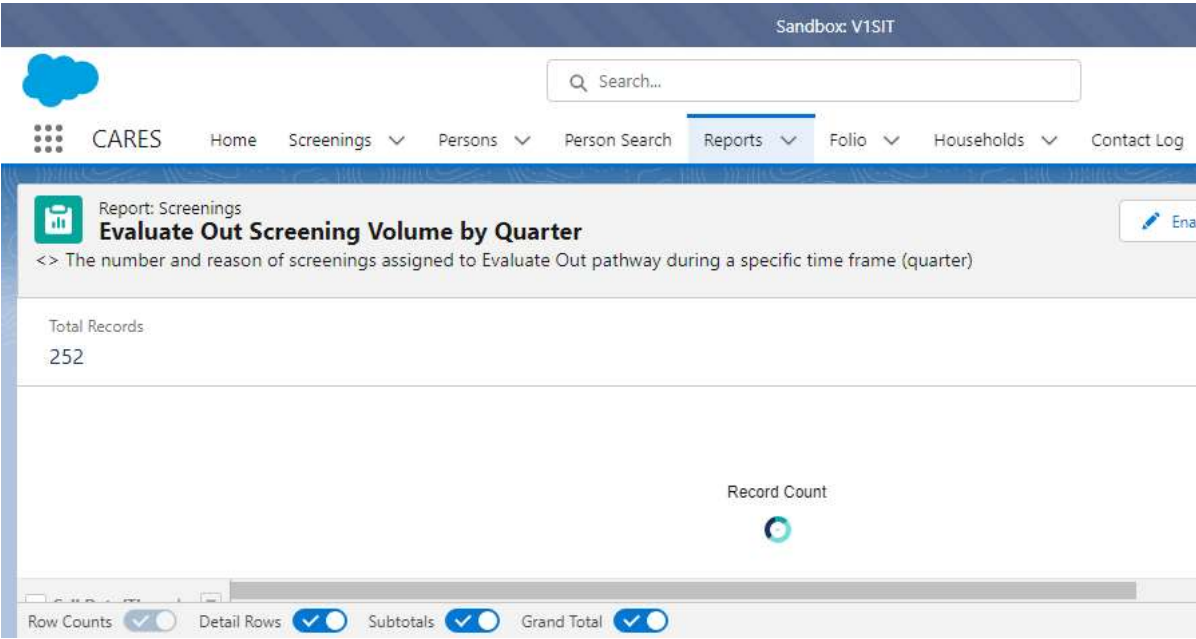 Sandbox: V1SIT
Search...
CARES Home Screenings Persons Person Search Reports Folio Households Contact Log
Report: Screenings
Evaluate Out Screening Volume by Quarter
Ena
<> The number and reason of screenings assigned to Evaluate Out pathway during a specific time frame (quarter)
Total Records
252
Record Count
Row Counts Detail Rows Subtotals Grand Total